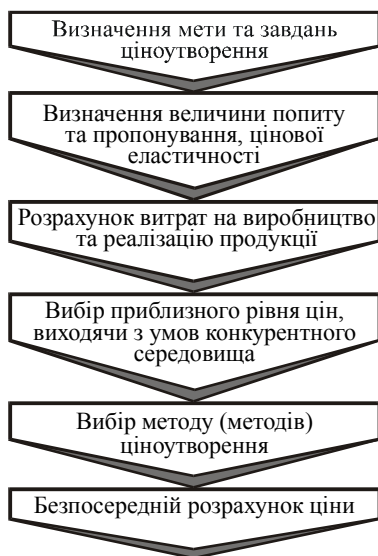 Визначення мети та завдань
ціноутворення
Визначення величини попиту
та пропонування, цінової
еластичності
Розрахунок витрат на виробництво
та реалізацію продукції
Вибір приблизного рівня цін,
виходячи з умов конкурентного
середовища
Вибір методу (методів)
ціноутворення
Безпосередній розрахунок ціни